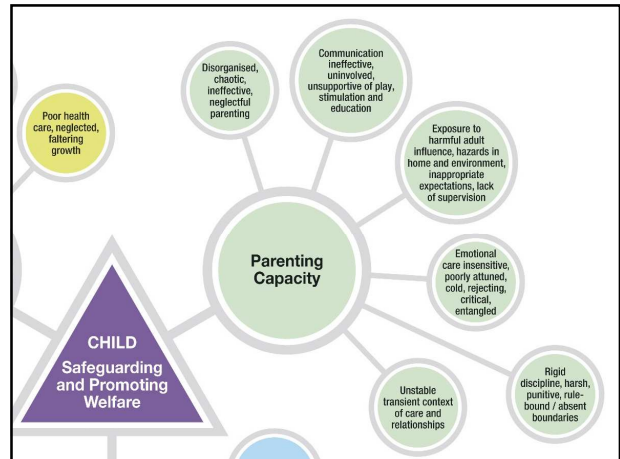 Poor health
care, neglected,
faltering
growth
Disorganised,
chaotic,
ineffective,
neglectful
parenting
Communication
ineffective,
uninvolved,
unsupportive of play,
stimulation and
education
Exposure to
harmful adult
influence, hazards in
home and environment,
inappropriate
expectations, lack
of supervision
Parenting
Capacity
Emotional
care insensitive,
poorly attuned,
cold, rejecting,
critical,
entangled
CHILD
Safeguarding
and Promoting
Welfare
Unstable
transient context
of care and
relationships
Rigid
discipline, harsh,
punitive, rule-
bound / absent
boundaries